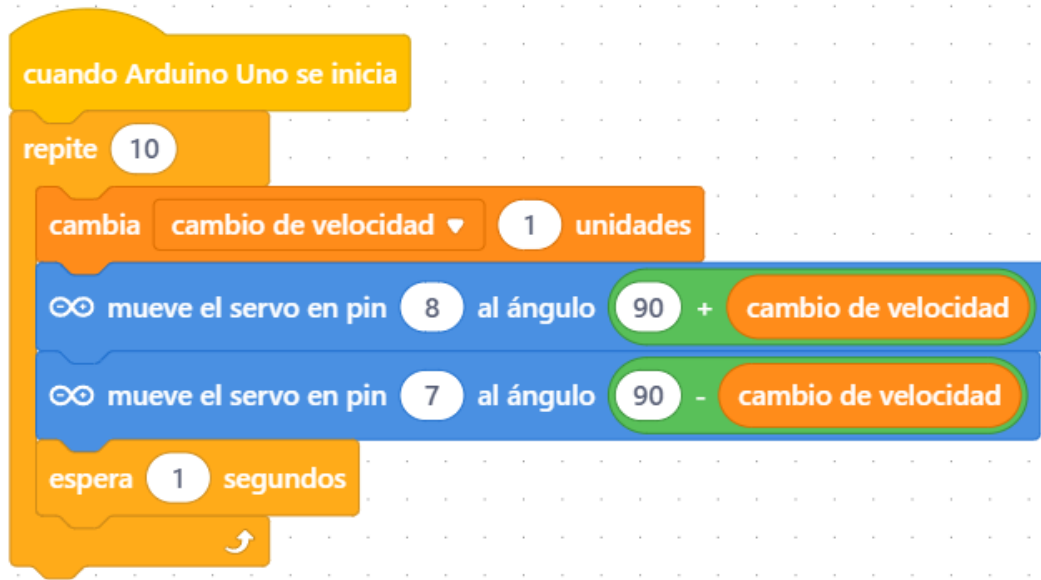 cuando Arduino Uno se inicia
repite 10
cambia cambio de velocidad 1 unidades
mueve el servo en pin 8 al ángulo 90 + cambio de velocidad
mueve el servo en pin 7 al ángulo 90 - cambio de velocidad
espera 1 segundos